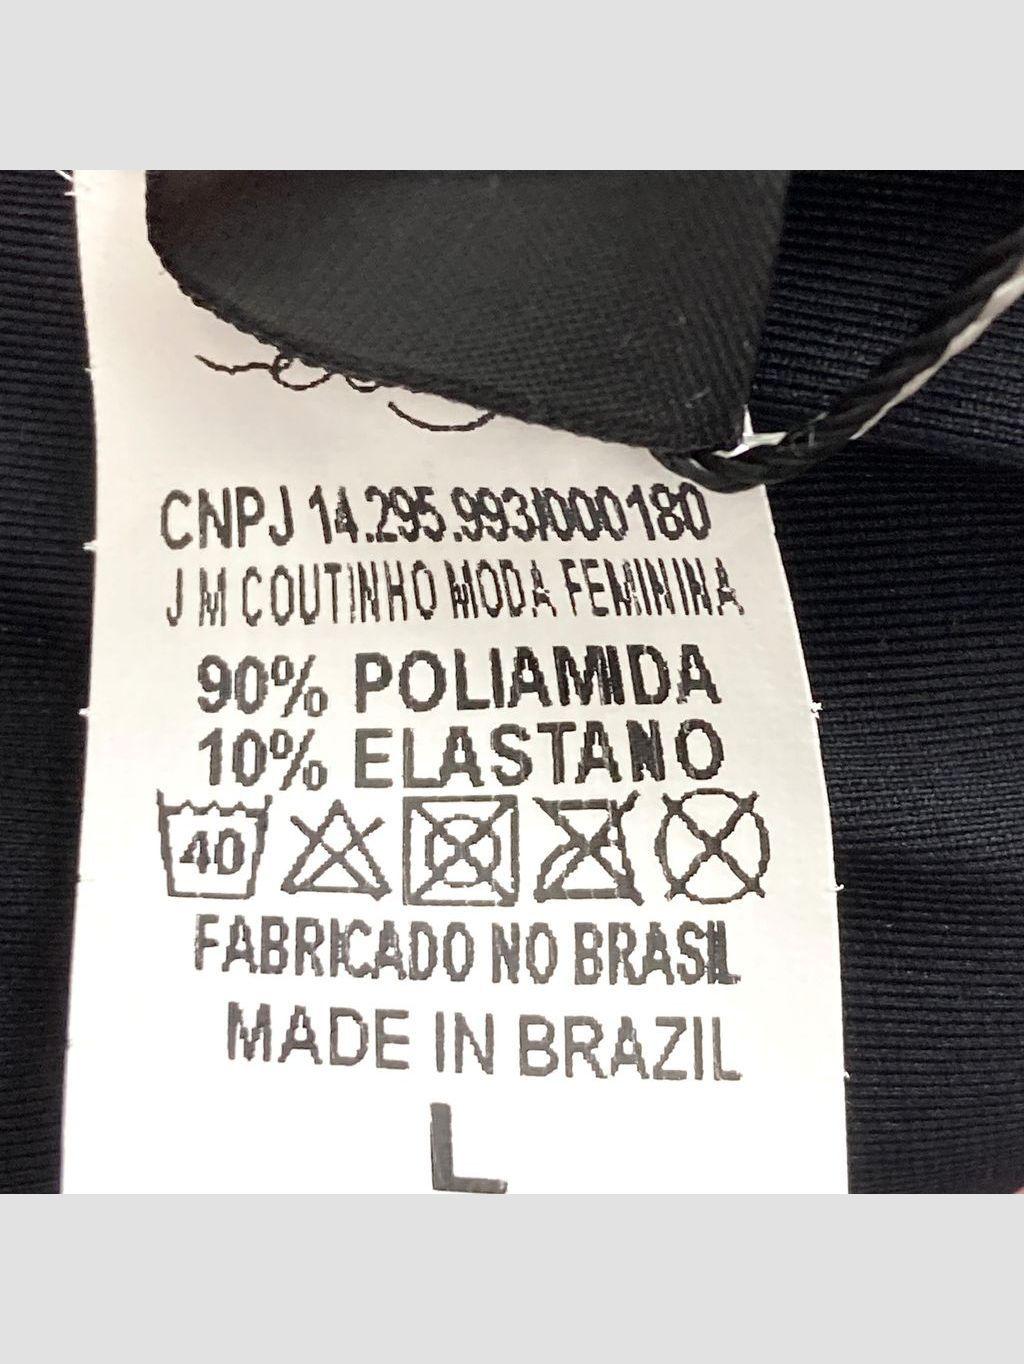 CNPJ 14.295.993/000180
J M COUTINHO MODA FEMININA
90% POLIAMIDA
10% ELASTANO
40
FABRICADO NO BRASIL
MADE IN BRAZIL
L